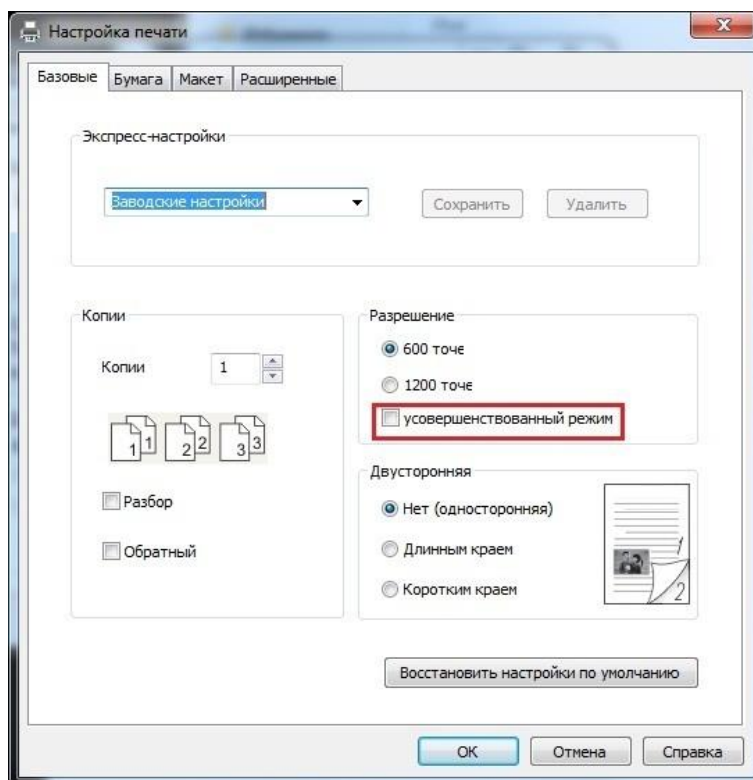 Настройка печати
Базовые Бумага Макет Расширенные
Экспресс-настройки
Заводские настройки
Сохранить Удалить
Копии
Копии 1
1 1 2 2 3 3
Разбор
Обратный
Разрешение
600 точе
1200 точе
усовершенствованный режим
Двусторонняя
Нет (односторонняя)
Длинным краем
Коротким краем
1
2
Восстановить настройки по умолчанию
ОК Отмена Справка